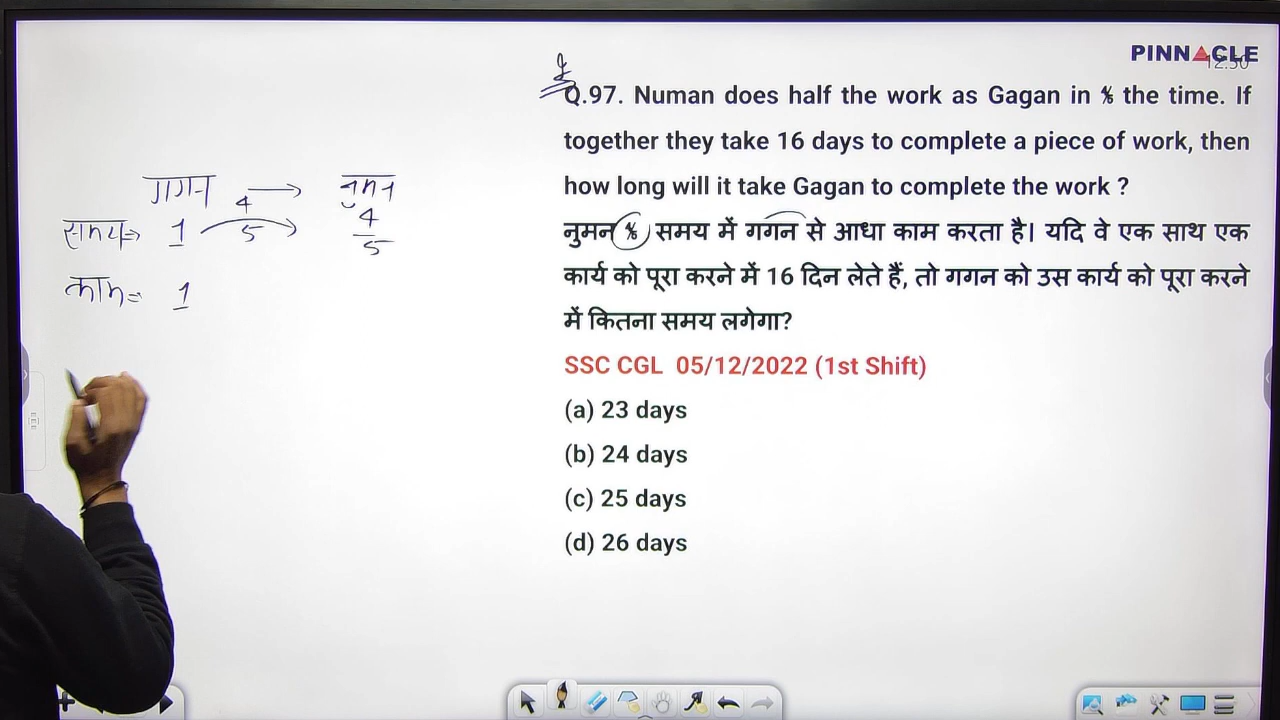 PINNACLE
12:50
Q.97. Numan does half the work as Gagan in ⅘ the time. If
together they take 16 days to complete a piece of work, then
how long will it take Gagan to complete the work ?
नुमन ⅘ समय में गगन से आधा काम करता है। यदि वे एक साथ एक
कार्य को पूरा करने में 16 दिन लेते हैं, तो गगन को उस कार्य को पूरा करने
में कितना समय लगेगा?
SSC CGL 05/12/2022 (1st Shift)
(a) 23 days
(b) 24 days
(c) 25 days
(d) 26 days
गगन 4 → नुमन
समय ⇒ 1 5 4/5
काम = 1